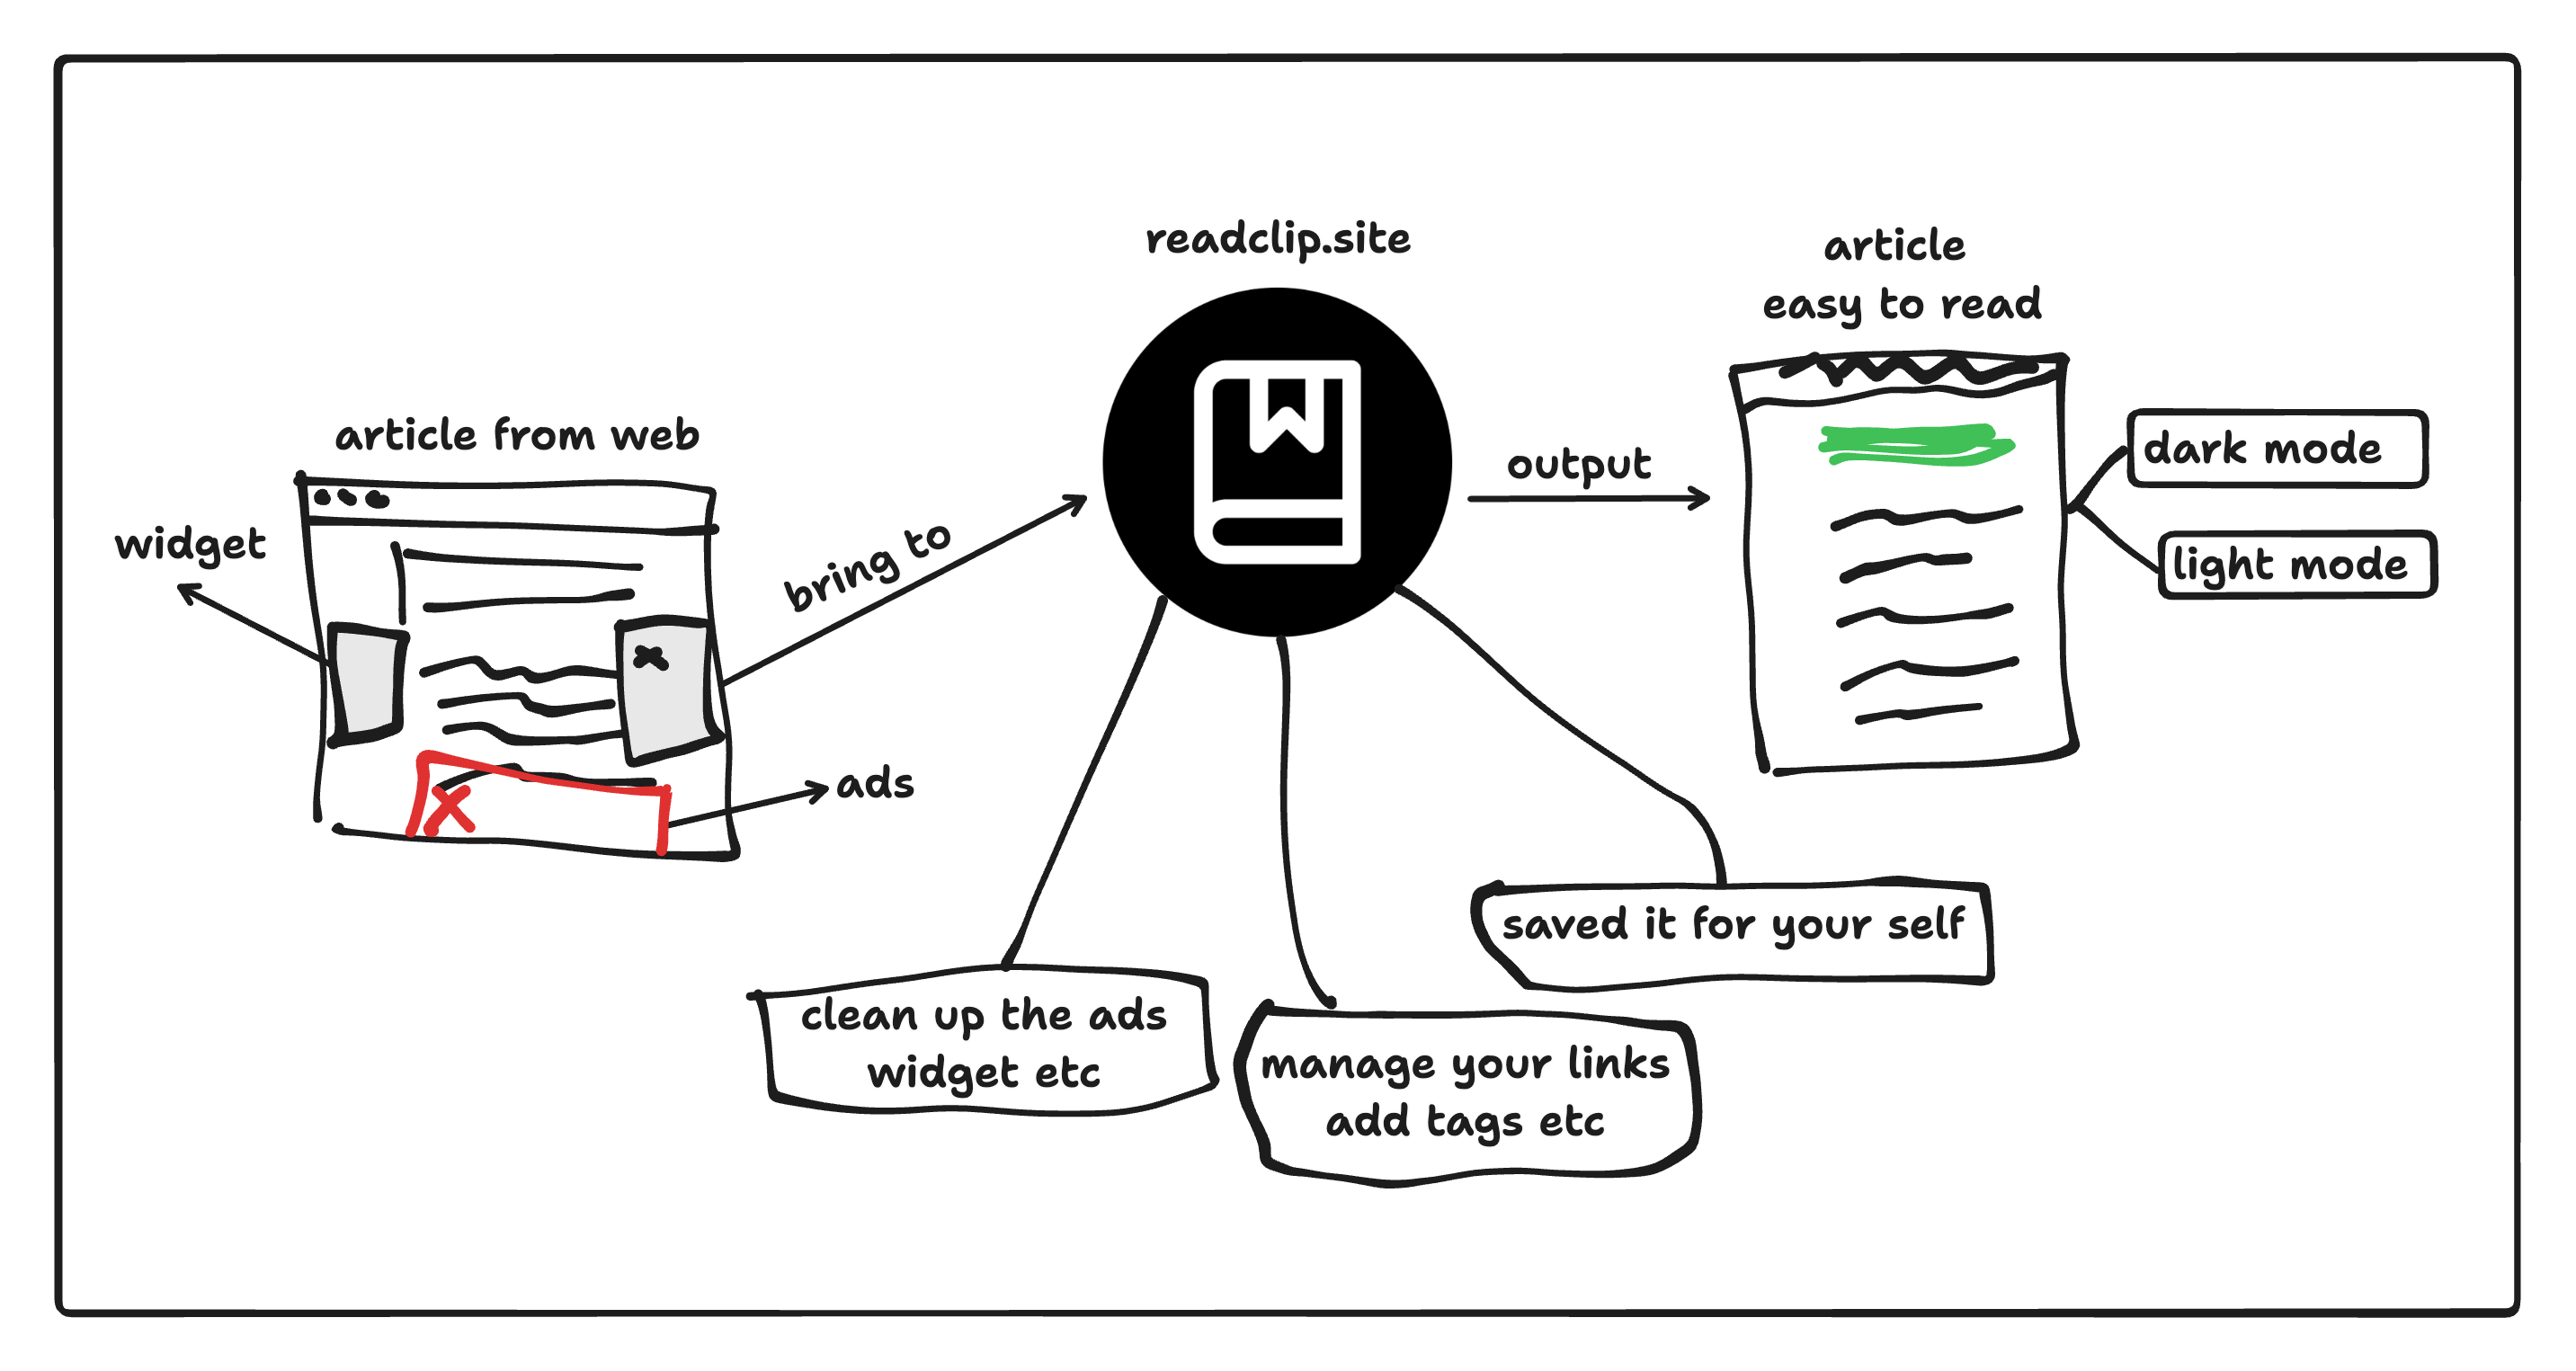 readclip.site
article
easy to read
article from web
widget
bring to
output
dark mode
light mode
ads
saved it for your self
clean up the ads
widget etc
manage your links
add tags etc